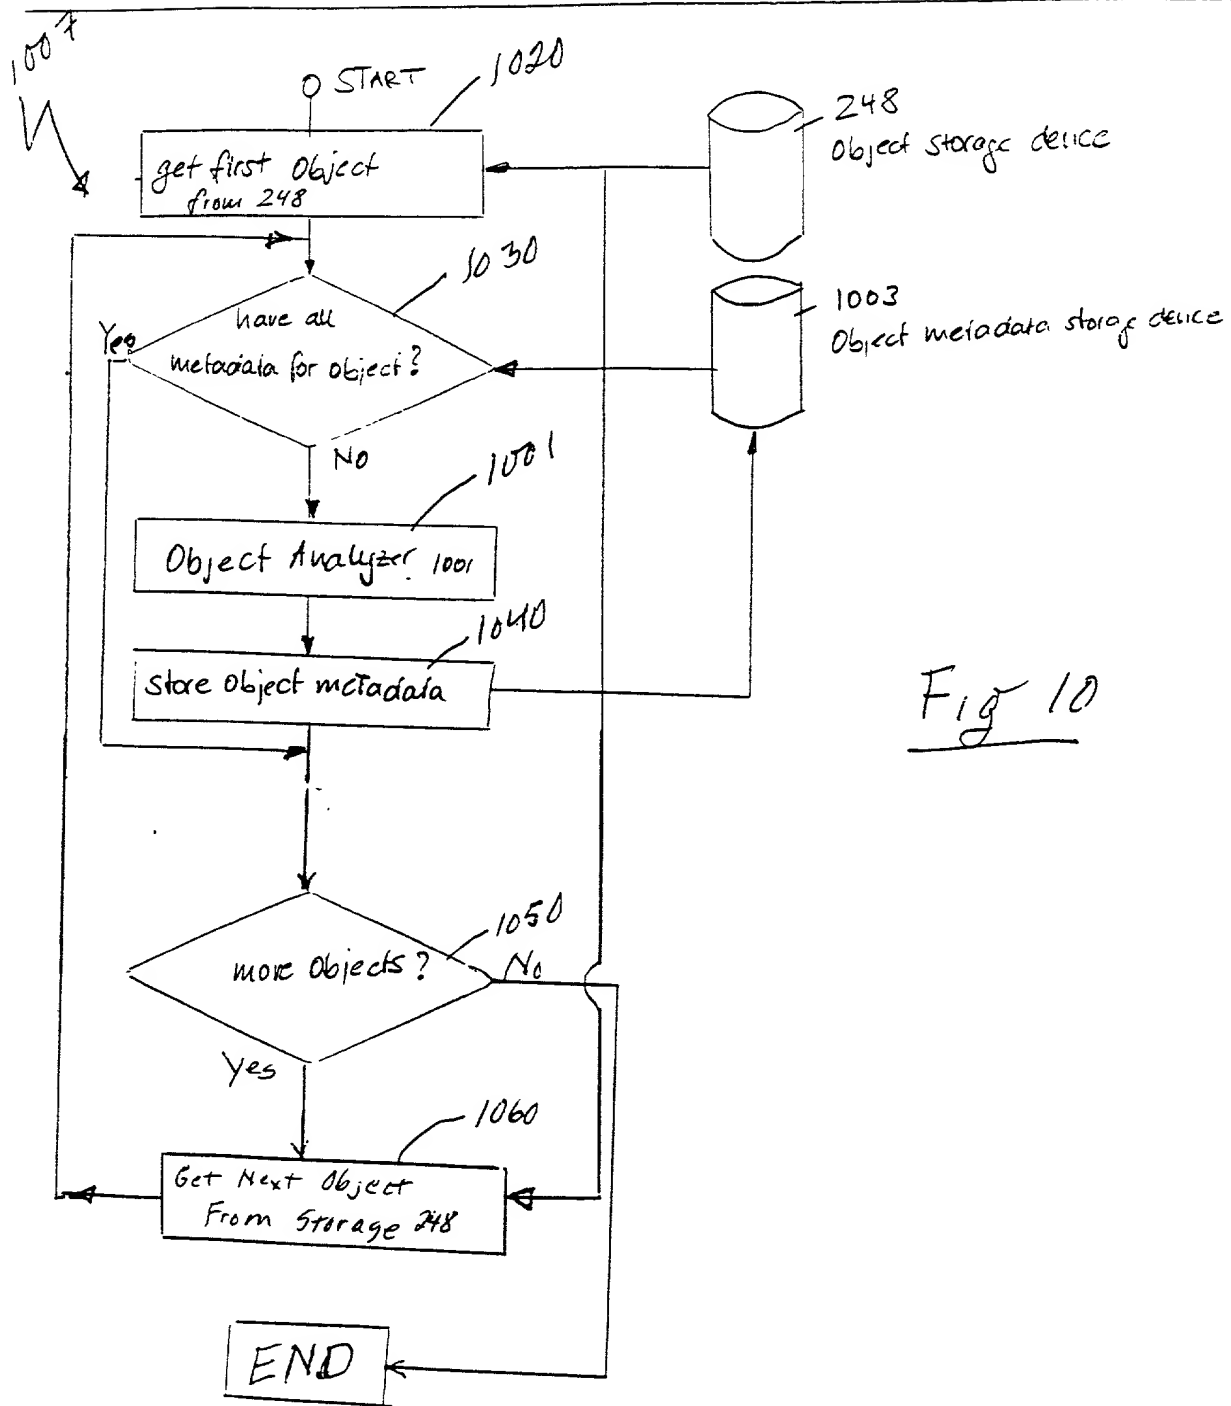 1007
START
1020
get first Object
from 248
248
Object storage device
1030
have all
metadata for object?
Yes
1003
Object metadata storage device
No
1001
Object Analyzer 1001
1040
Store Object metadata
Fig 10
1050
more Objects?
No
Yes
1060
Get Next Object
From Storage 248
END